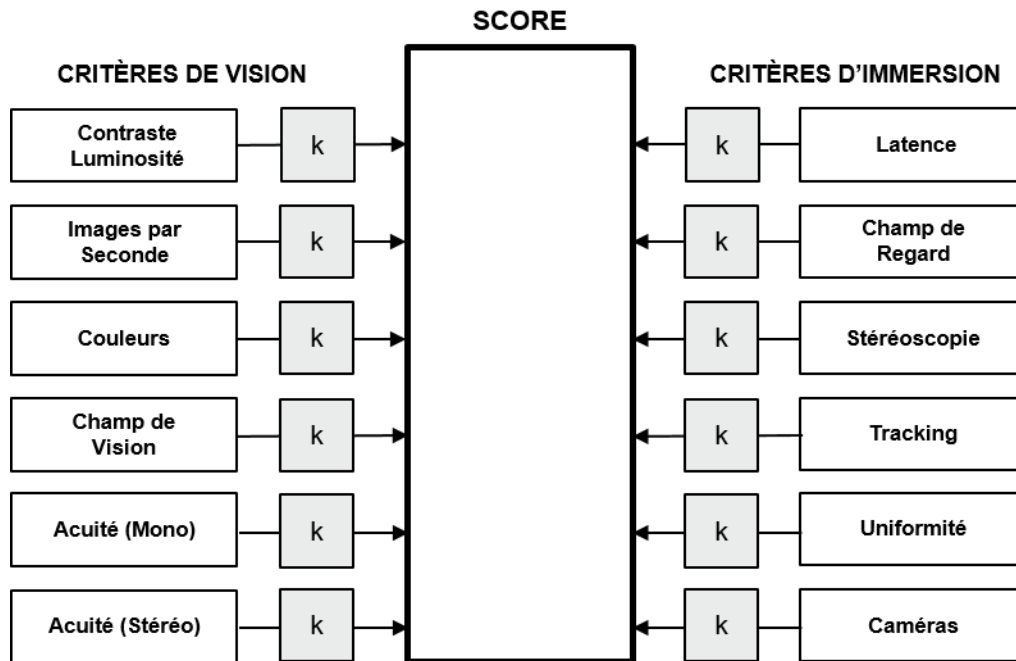 SCORE
CRITÈRES DE VISION
Contraste
Luminosité
k
Images par
Seconde
k
Couleurs
k
Champ de
Vision
k
Acuité (Mono)
k
Acuité (Stéréo)
k
CRITÈRES D'IMMERSION
k
Latence
k
Champ de
Regard
k
Stéréoscopie
k
Tracking
k
Uniformité
k
Caméras